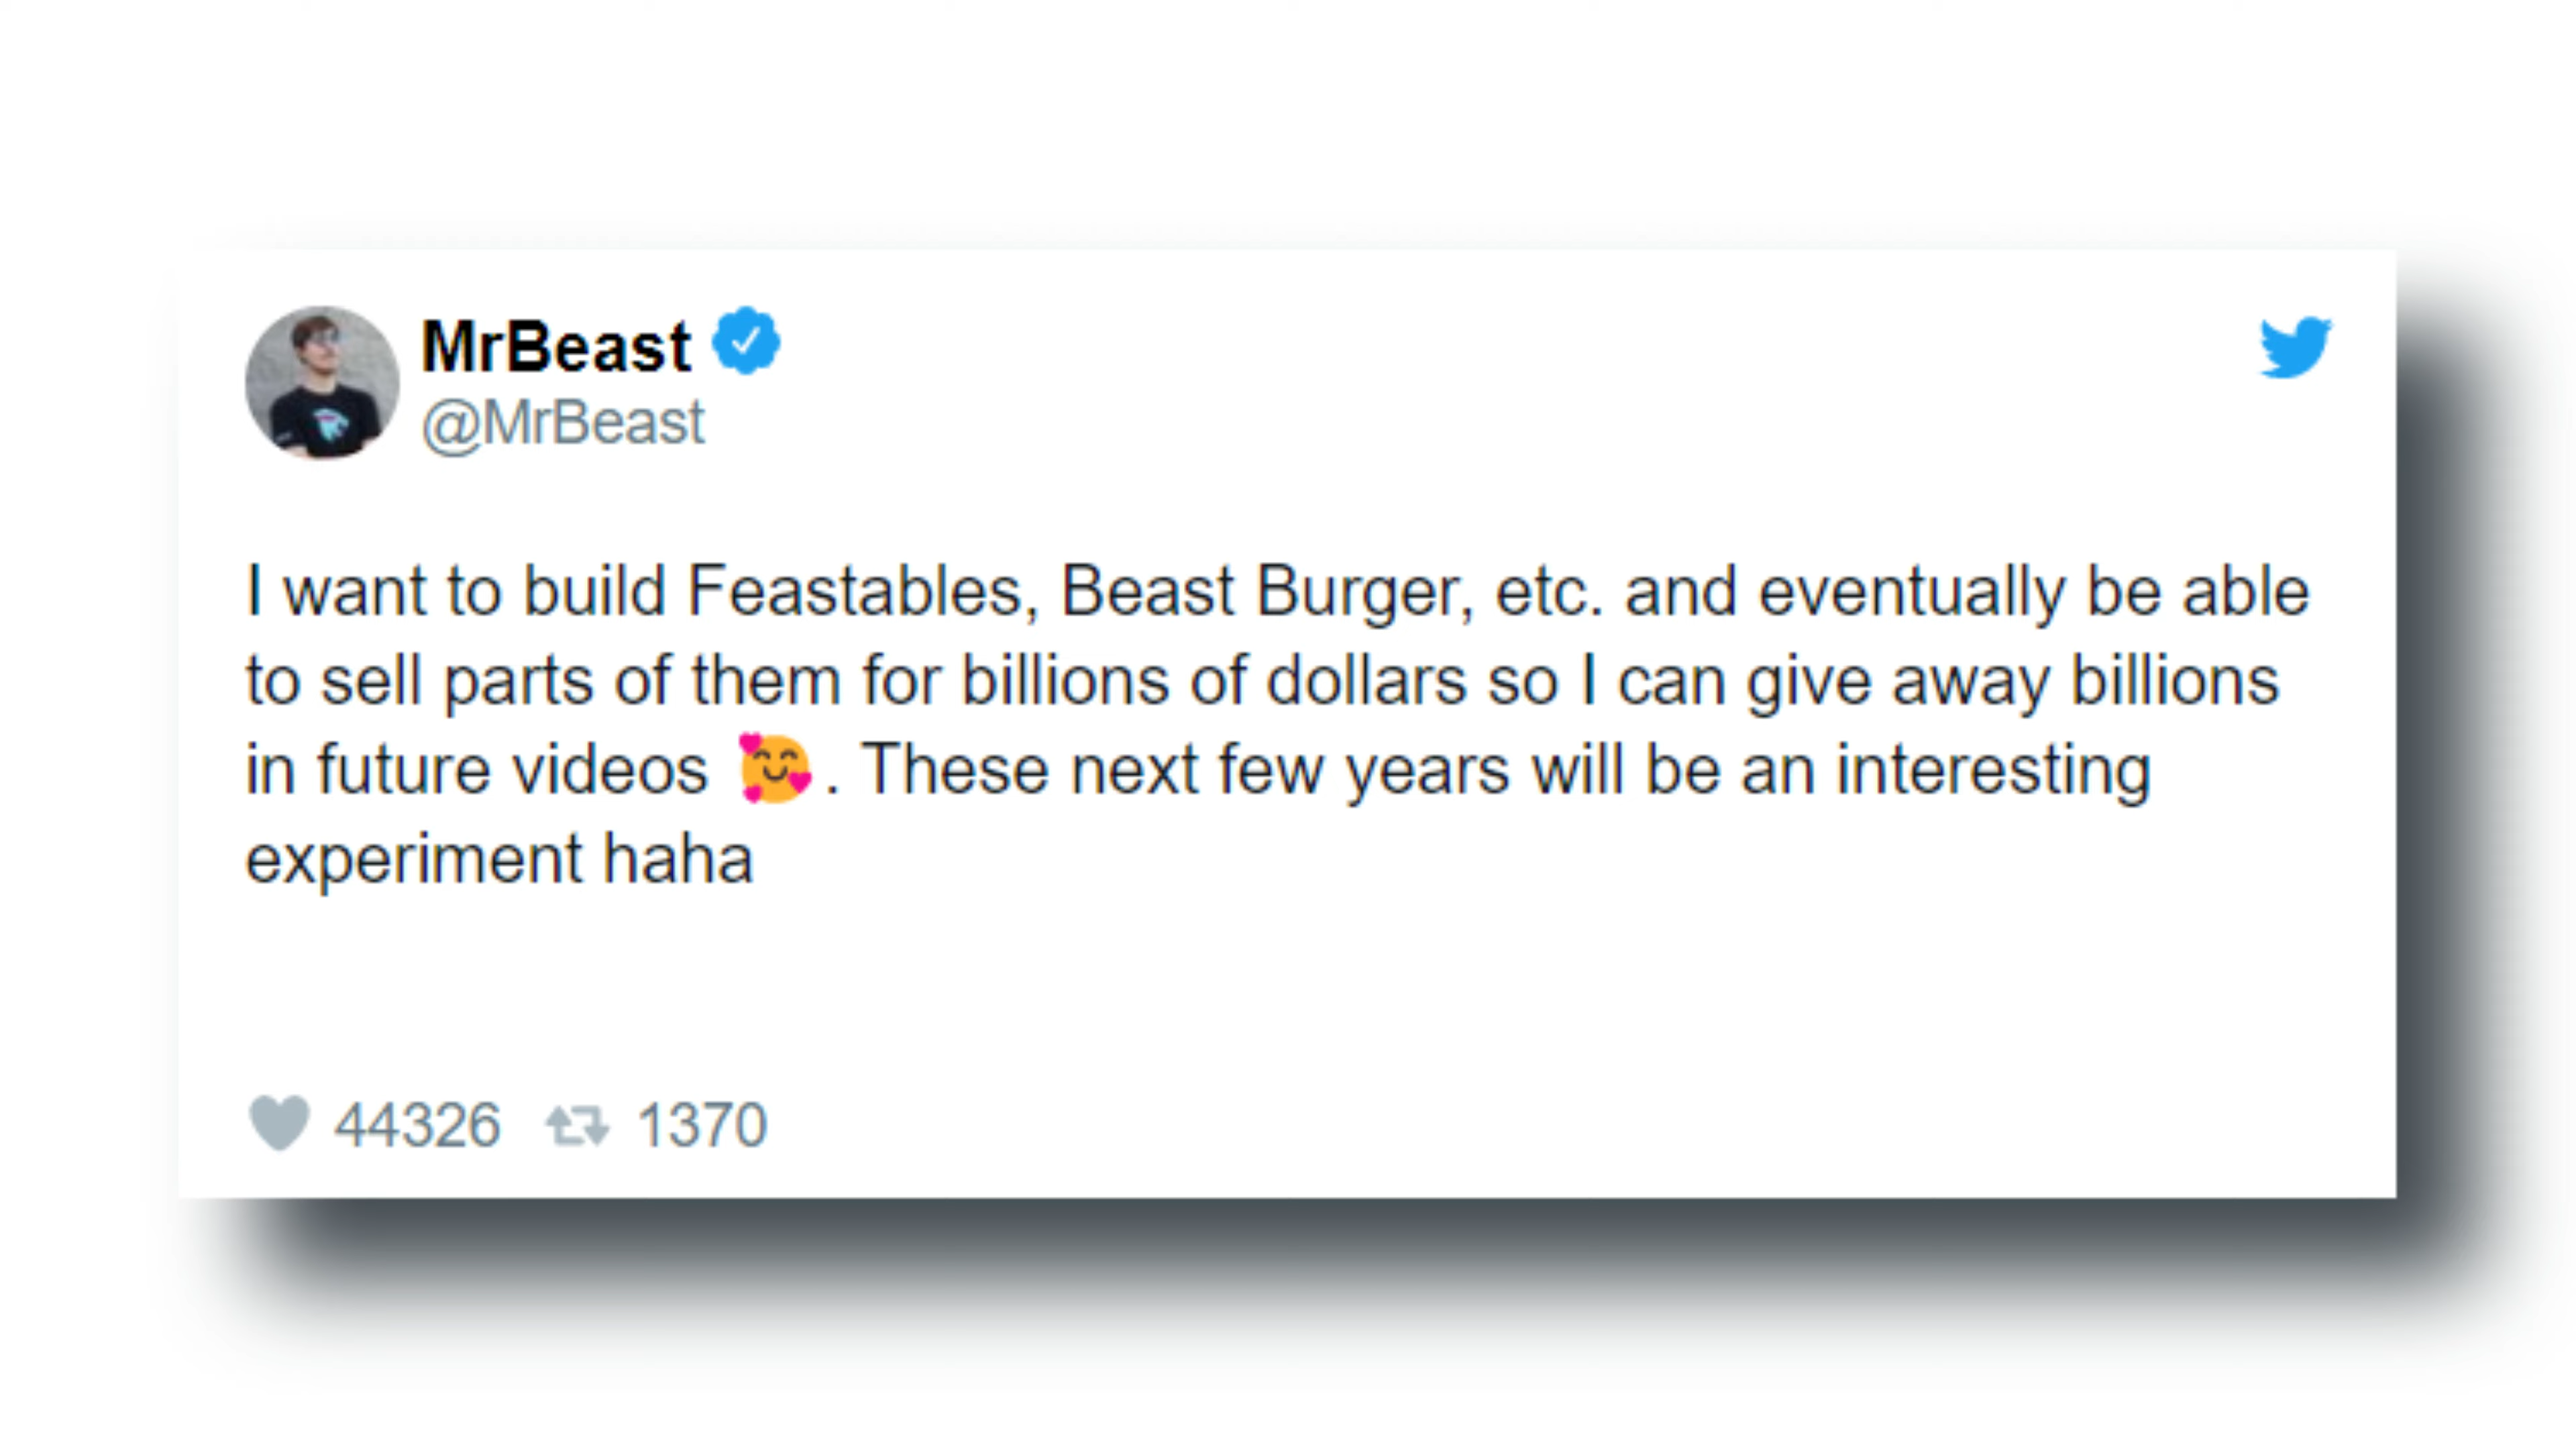 MrBeast
@MrBeast
I want to build Feastables, Beast Burger, etc. and eventually be able
to sell parts of them for billions of dollars so I can give away billions
in future videos 🥰. These next few years will be an interesting
experiment haha
44326 1370